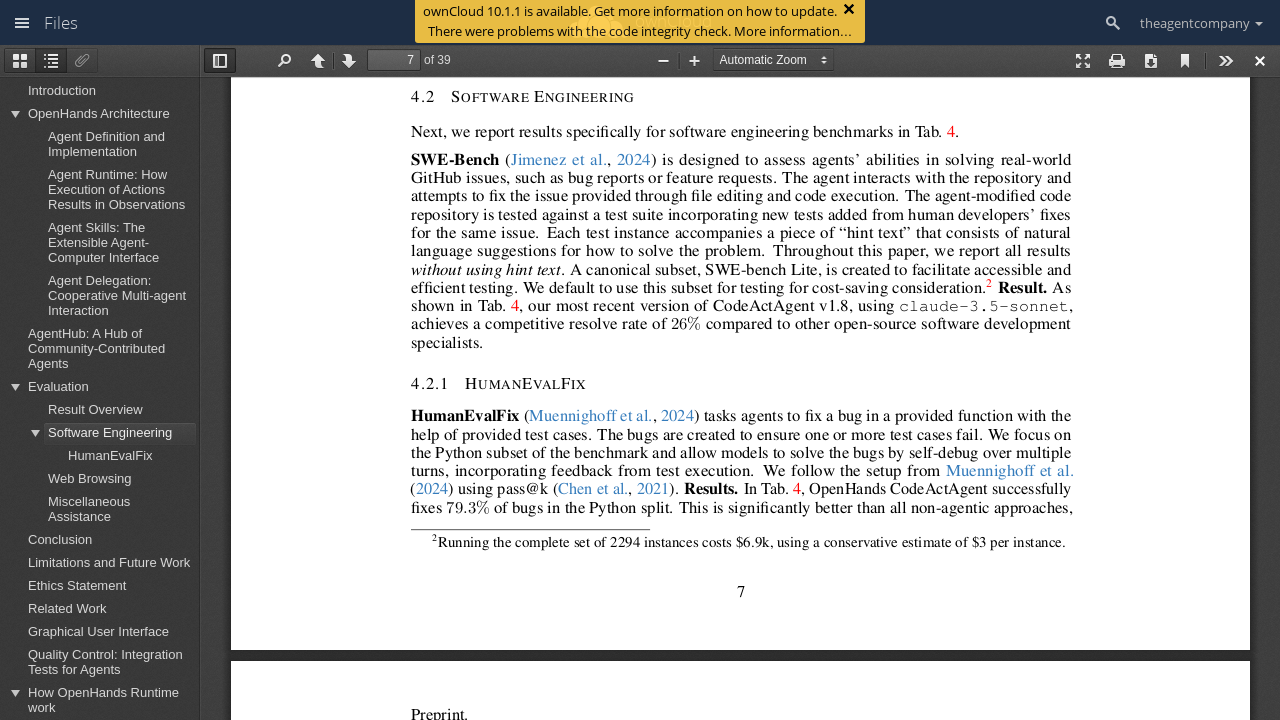 Files
ownCloud 10.1.1 is available. Get more information on how to update.
There were problems with the code integrity check. More information…
theagentcompany
7 of 39
Automatic Zoom
Introduction
OpenHands Architecture
Agent Definition and
Implementation
Agent Runtime: How
Execution of Actions
Results in Observations
Agent Skills: The
Extensible Agent-
Computer Interface
Agent Delegation:
Cooperative Multi-agent
Interaction
AgentHub: A Hub of
Community-Contributed
Agents
Evaluation
Result Overview
Software Engineering
HumanEvalFix
Web Browsing
Miscellaneous
Assistance
Conclusion
Limitations and Future Work
Ethics Statement
Related Work
Graphical User Interface
Quality Control: Integration
Tests for Agents
How OpenHands Runtime
work
4.2 SOFTWARE ENGINEERING
Next, we report results specifically for software engineering benchmarks in Tab. 4.
SWE-Bench (Jimenez et al., 2024) is designed to assess agents’ abilities in solving real-world
GitHub issues, such as bug reports or feature requests. The agent interacts with the repository and
attempts to fix the issue provided through file editing and code execution. The agent-modified code
repository is tested against a test suite incorporating new tests added from human developers’ fixes
for the same issue. Each test instance accompanies a piece of “hint text” that consists of natural
language suggestions for how to solve the problem. Throughout this paper, we report all results
without using hint text. A canonical subset, SWE-bench Lite, is created to facilitate accessible and
efficient testing. We default to use this subset for testing for cost-saving consideration.2 Result. As
shown in Tab. 4, our most recent version of CodeActAgent v1.8, using claude-3.5-sonnet,
achieves a competitive resolve rate of 26% compared to other open-source software development
specialists.
4.2.1 HUMANEVALFIX
HumanEvalFix (Muennighoff et al., 2024) tasks agents to fix a bug in a provided function with the
help of provided test cases. The bugs are created to ensure one or more test cases fail. We focus on
the Python subset of the benchmark and allow models to solve the bugs by self-debug over multiple
turns, incorporating feedback from test execution. We follow the setup from Muennighoff et al.
(2024) using pass@k (Chen et al., 2021). Results. In Tab. 4, OpenHands CodeActAgent successfully
fixes 79.3% of bugs in the Python split. This is significantly better than all non-agentic approaches,
2Running the complete set of 2294 instances costs $6.9k, using a conservative estimate of $3 per instance.
7
Preprint.